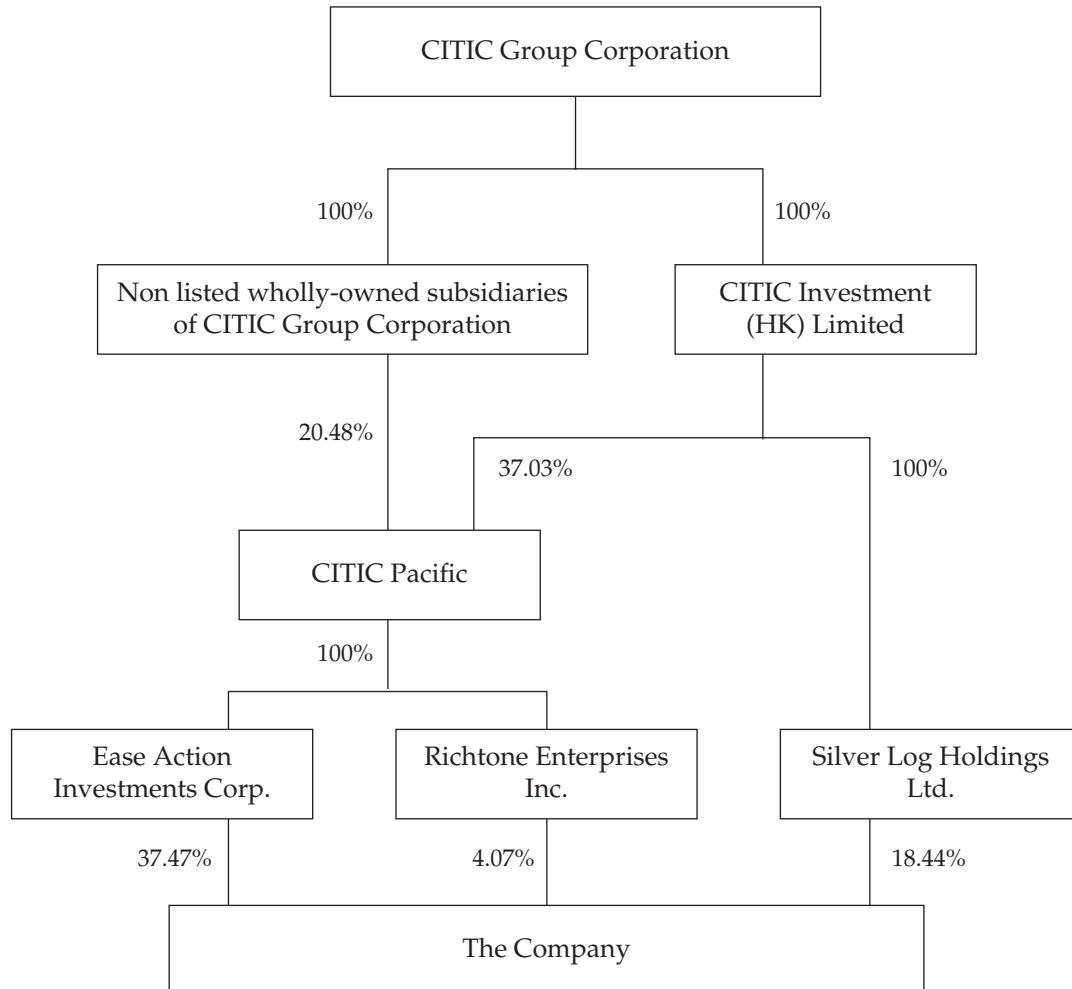 CITIC Group Corporation
100%
100%
Non listed wholly-owned subsidiaries
of CITIC Group Corporation
CITIC Investment
(HK) Limited
20.48%
37.03%
100%
CITIC Pacific
100%
Ease Action
Investments Corp.
Richtone Enterprises
Inc.
Silver Log Holdings
Ltd.
37.47%
4.07%
18.44%
The Company